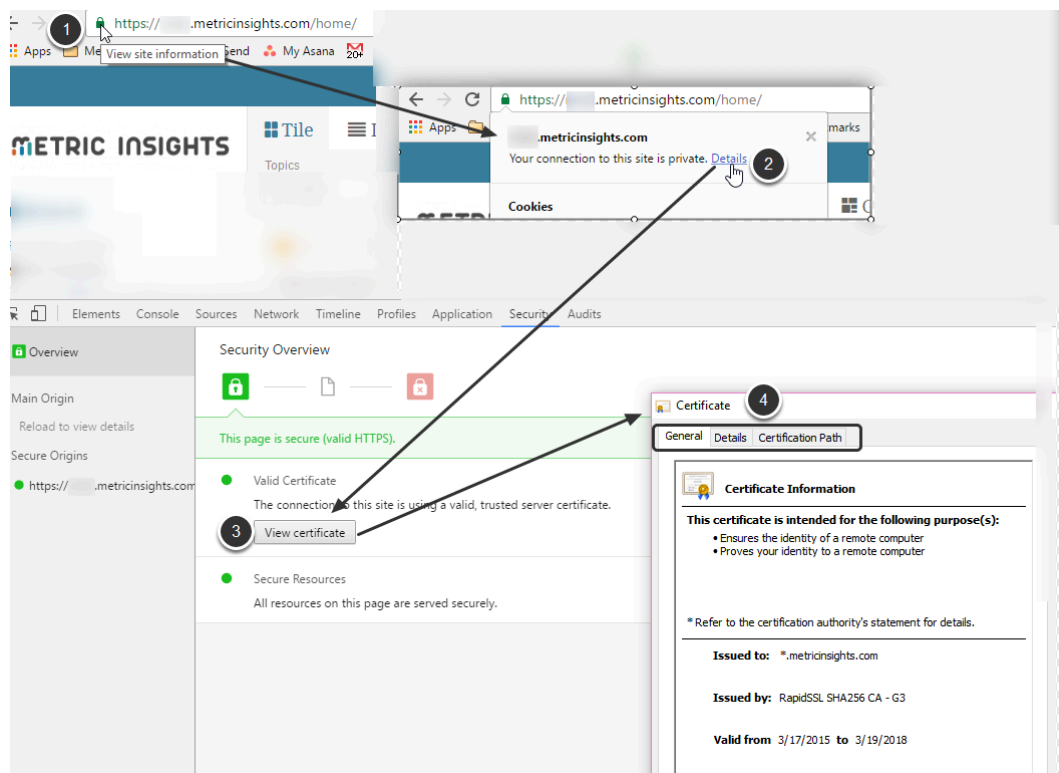 1
https:// .metricinsights.com/home/
Apps
View site information
end
My Asana
20+
METRIC INSIGHTS
Tile
Topics
https:// .metricinsights.com/home/
Apps
marks
.metricinsights.com
Your connection to this site is private. Details
2
Cookies
Elements Console Sources Network Timeline Profiles Application Security Audits
Overview
Main Origin
Reload to view details
Secure Origins
https:// .metricinsights.com
Security Overview
This page is secure (valid HTTPS).
Valid Certificate
The connection to this site is using a valid, trusted server certificate.
3
View certificate
Secure Resources
All resources on this page are served securely.
Certificate
4
General Details Certification Path
Certificate Information
This certificate is intended for the following purpose(s):
• Ensures the identity of a remote computer
• Proves your identity to a remote computer
* Refer to the certification authority's statement for details.
Issued to: *.metricinsights.com
Issued by: RapidSSL SHA256 CA - G3
Valid from 3/17/2015 to 3/19/2018